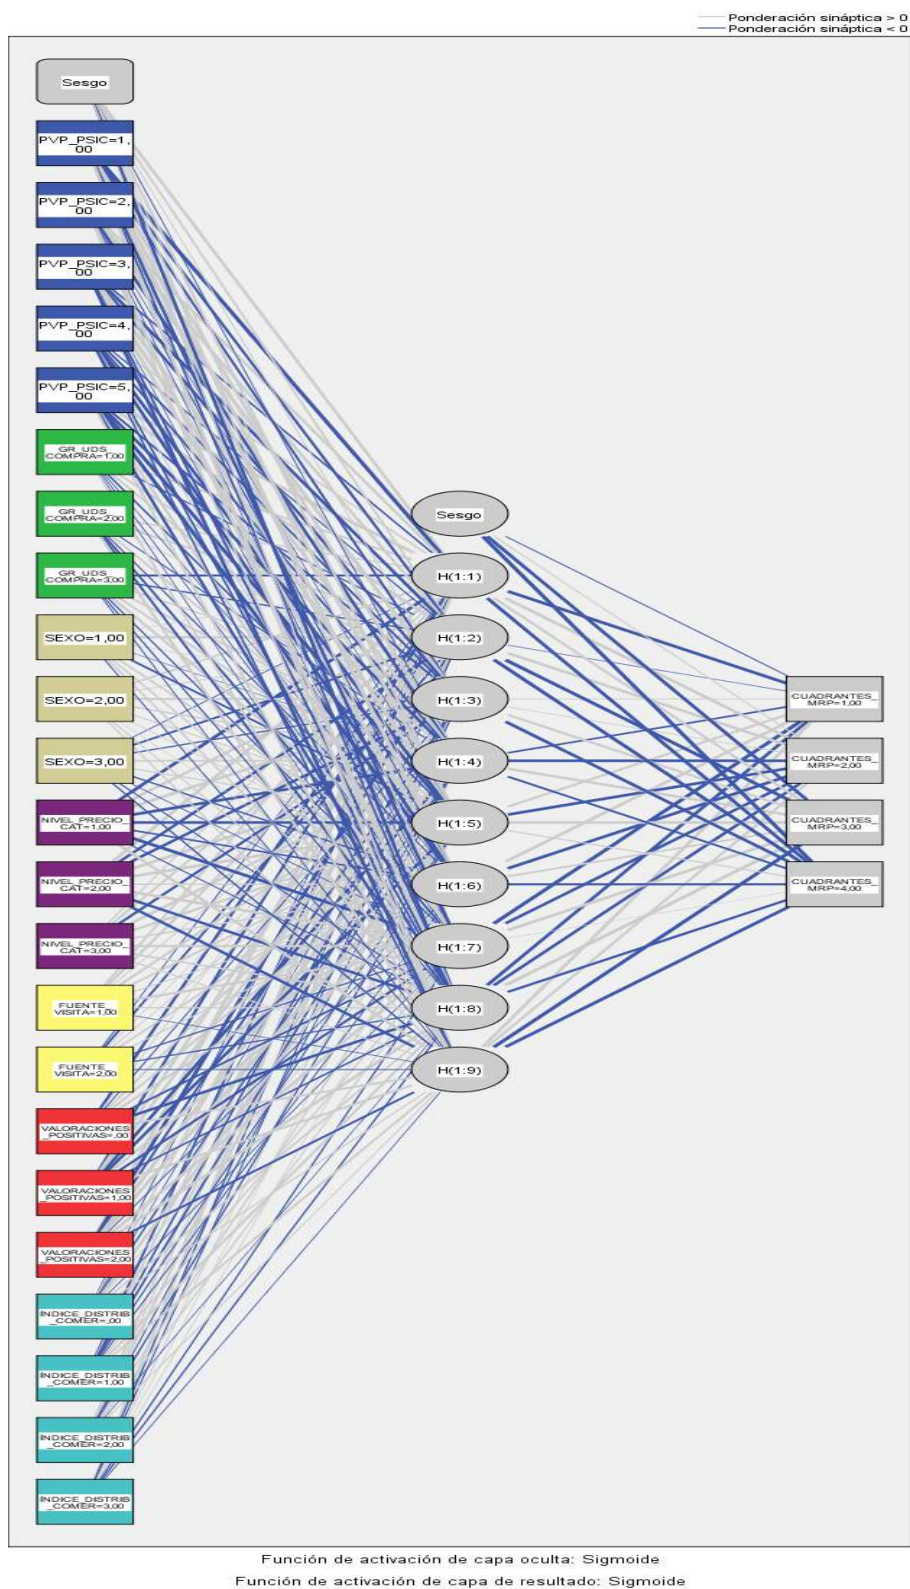 Ponderación sináptica > 0
Ponderación sináptica < 0
Sesgo
PVP_PSIC=1,
00
PVP_PSIC=2,
00
PVP_PSIC=3,
00
PVP_PSIC=4,
00
PVP_PSIC=5,
00
GR_UDS_
COMPRA=1,00
GR_UDS_
COMPRA=2,00
GR_UDS_
COMPRA=3,00
SEXO=1,00
SEXO=2,00
SEXO=3,00
NIVEL_PRECIO_
CAT=1,00
NIVEL_PRECIO_
CAT=2,00
NIVEL_PRECIO_
CAT=3,00
FUENTE_
VISITA=1,00
FUENTE_
VISITA=2,00
VALORACIONES
_POSITIVAS=,00
VALORACIONES
_POSITIVAS=1,00
VALORACIONES
_POSITIVAS=2,00
ÍNDICE_DISTRIB
_COMER=,00
ÍNDICE_DISTRIB
_COMER=1,00
ÍNDICE_DISTRIB
_COMER=2,00
ÍNDICE_DISTRIB
_COMER=3,00
Sesgo
H(1:1)
H(1:2)
H(1:3)
H(1:4)
H(1:5)
H(1:6)
H(1:7)
H(1:8)
H(1:9)
CUADRANTES_
MRP=1,00
CUADRANTES_
MRP=2,00
CUADRANTES_
MRP=3,00
CUADRANTES_
MRP=4,00
Función de activación de capa oculta: Sigmoide
Función de activación de capa de resultado: Sigmoide